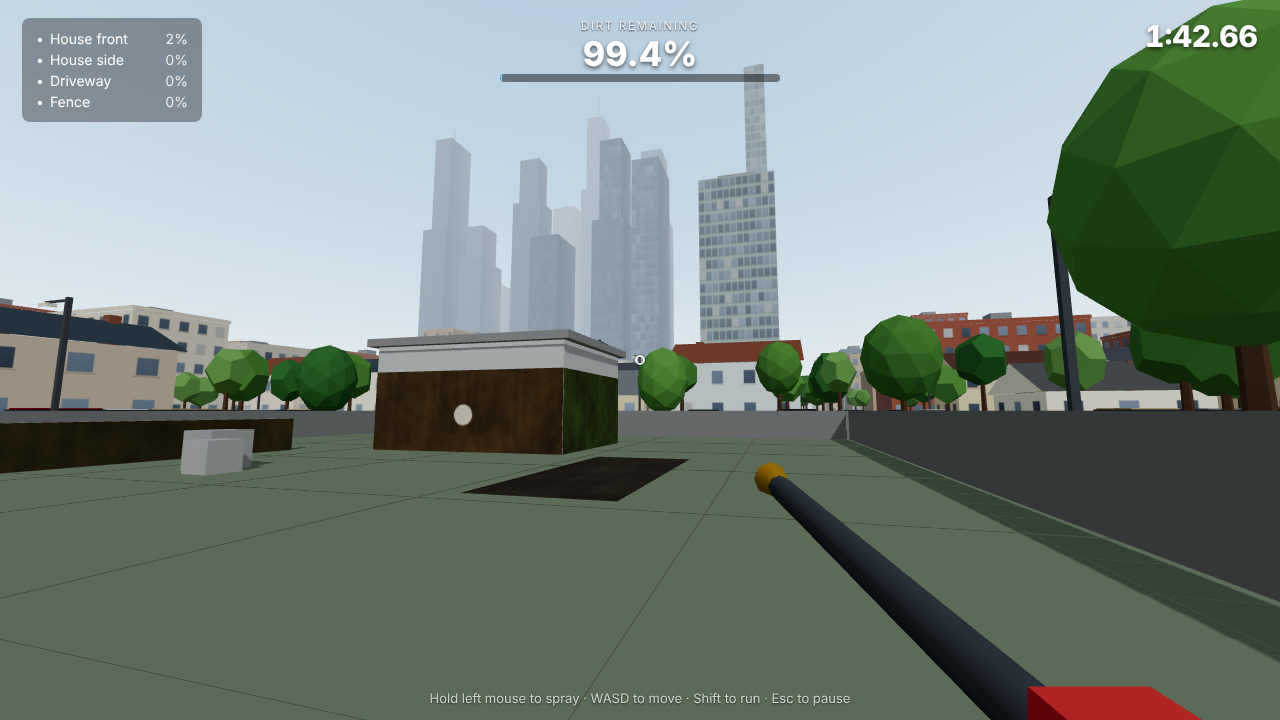 • House front 2%
• House side 0%
• Driveway 0%
• Fence 0%
DIRT REMAINING
99.4%
1:42.66
Hold left mouse to spray · WASD to move · Shift to run · Esc to pause